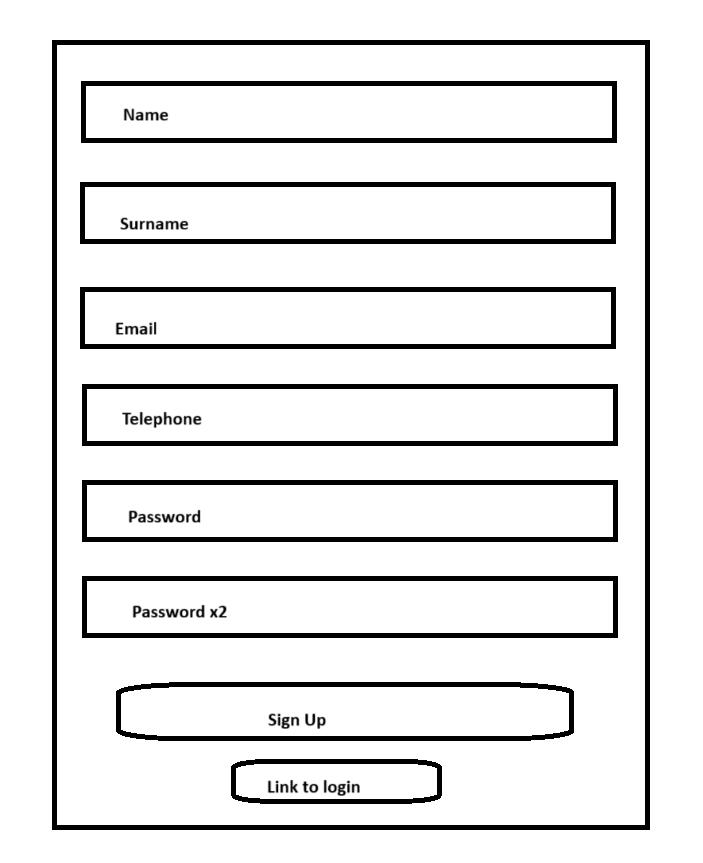 Name
Surname
Email
Telephone
Password
Password x2
Sign Up
Link to login